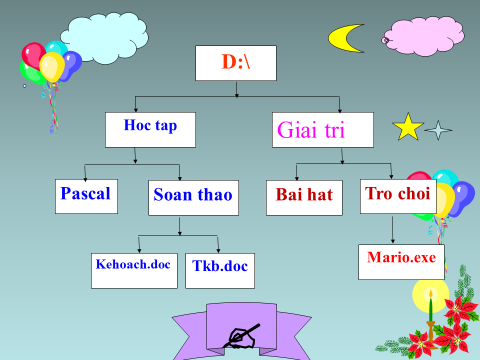 D:\
Hoc tap
Giai tri
Pascal
Soan thao
Bai hat
Tro choi
Kehoach.doc
Tkb.doc
Mario.exe